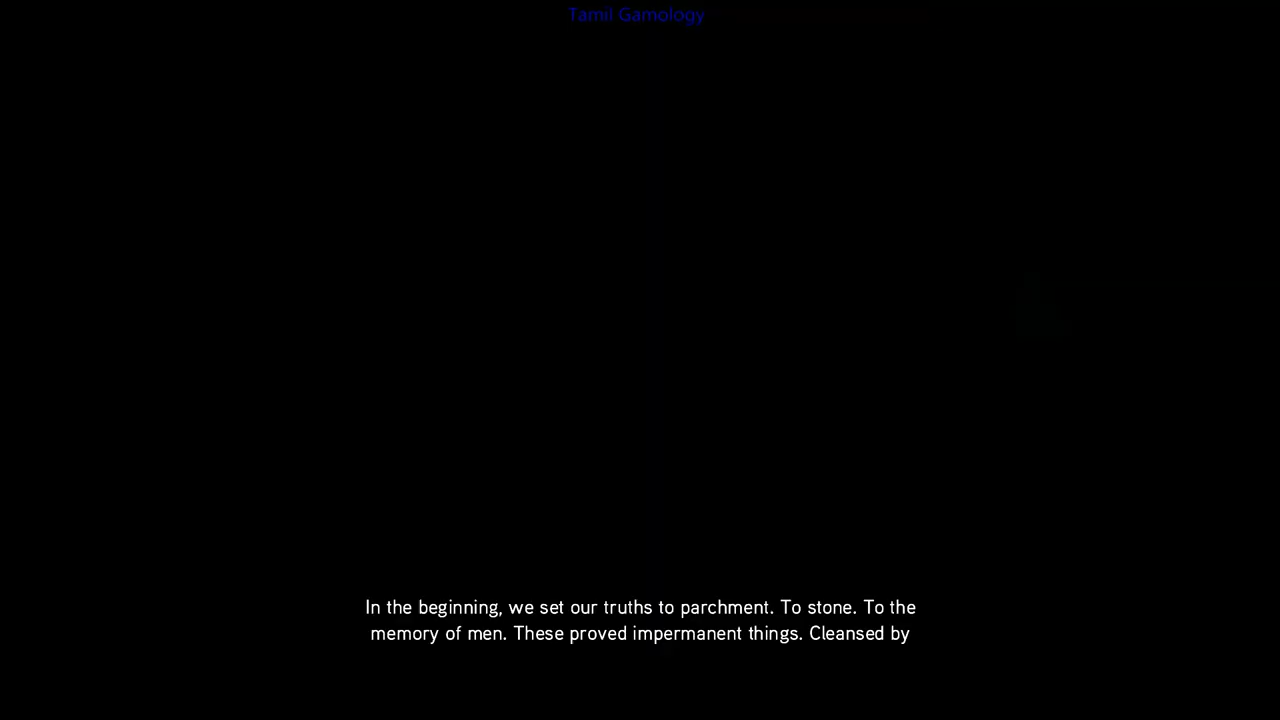 Tamil Gamology
In the beginning, we set our truths to parchment. To stone. To the
memory of men. These proved impermanent things. Cleansed by